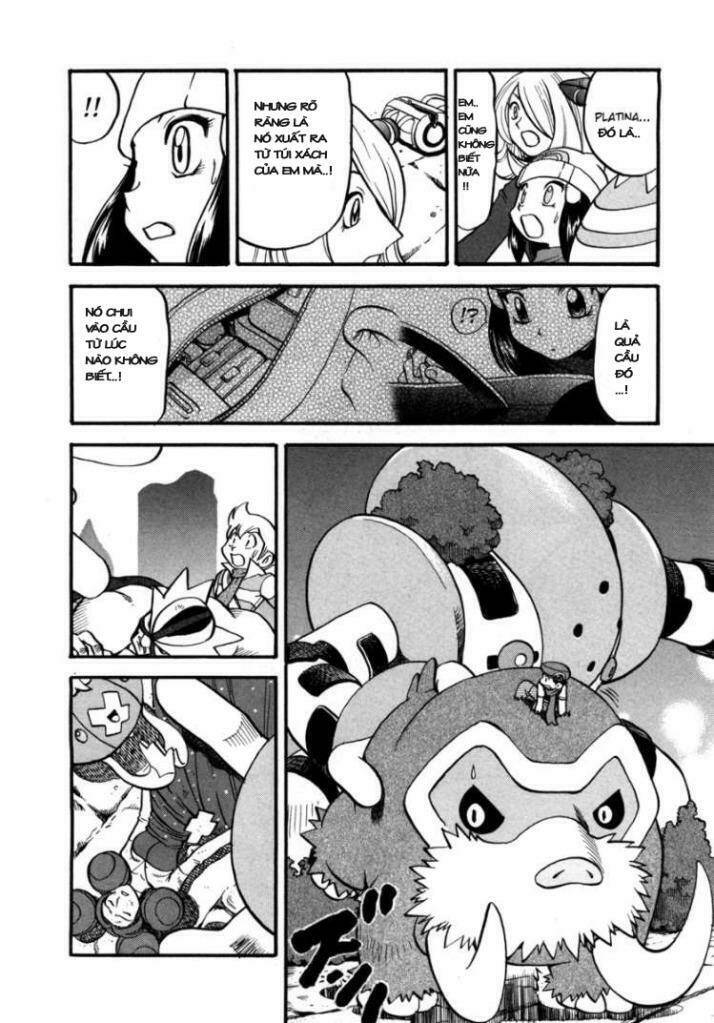 PLATINA...
ĐÓ LÀ..
EM..
EM
CŨNG
KHÔNG
BIẾT
NỮA
!!
NHƯNG RÕ
RÀNG LÀ
NÓ XUẤT RA
TỪ TÚI XÁCH
CỦA EM MÀ..!
!!
LÀ
QUẢ
CẦU
ĐÓ
...!
!?
NÓ CHUI
VÀO CẦU
TỪ LÚC
NÀO KHÔNG
BIẾT..!